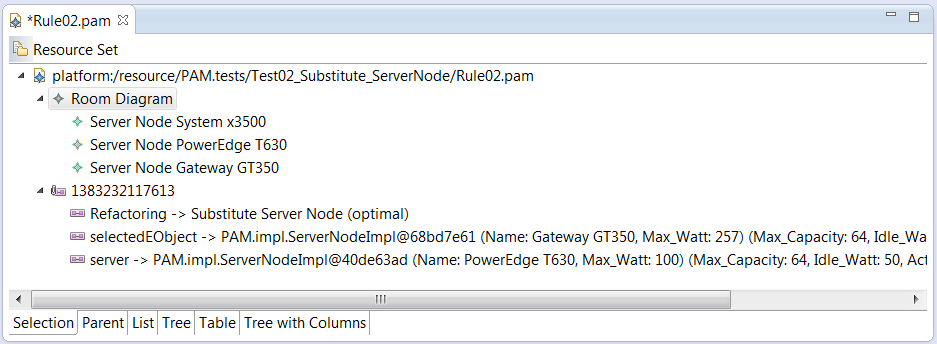 *Rule02.pam
Resource Set
platform:/resource/PAM.tests/Test02_Substitute_ServerNode/Rule02.pam
Room Diagram
Server Node System x3500
Server Node PowerEdge T630
Server Node Gateway GT350
1383232117613
Refactoring -> Substitute Server Node (optimal)
selectedEObject -> PAM.impl.ServerNodeImpl@68bd7e61 (Name: Gateway GT350, Max_Watt: 257) (Max_Capacity: 64, Idle_Wa
server -> PAM.impl.ServerNodeImpl@40de63ad (Name: PowerEdge T630, Max_Watt: 100) (Max_Capacity: 64, Idle_Watt: 50, Act
Selection Parent List Tree Table Tree with Columns